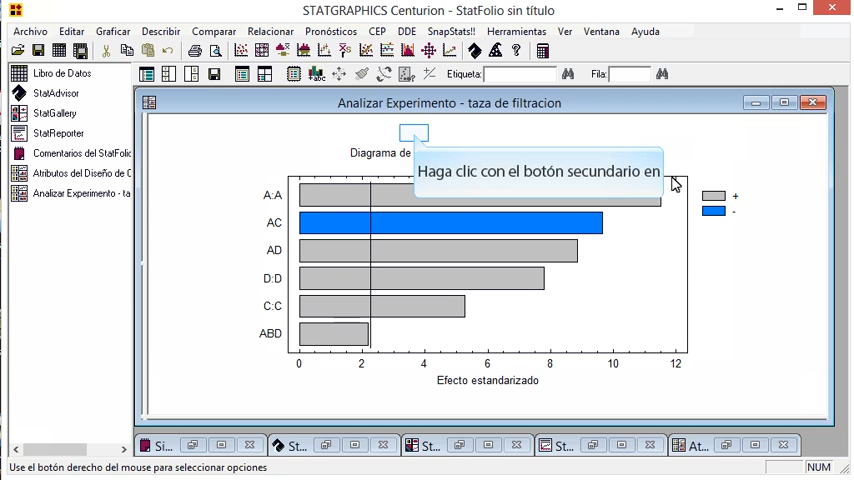 STATGRAPHICS Centurion - StatFolio sin título
Archivo Editar Graficar Describir Comparar Relacionar Pronósticos CEP DDE SnapStats!! Herramientas Ver Ventana Ayuda
Etiqueta: Fila:
Libro de Datos
StatAdvisor
StatGallery
StatReporter
Comentarios del StatFolio
Atributos del Diseño de D
Analizar Experimento - ta
Analizar Experimento - taza de filtracion
Diagrama de
Haga clic con el botón secundario en
A:A
AC
AD
D:D
C:C
ABD
0 2 4 6 8 10 12
Efecto estandarizado
+
-
Si...
St...
St...
St...
At...
Use el botón derecho del mouse para seleccionar opciones
NUM